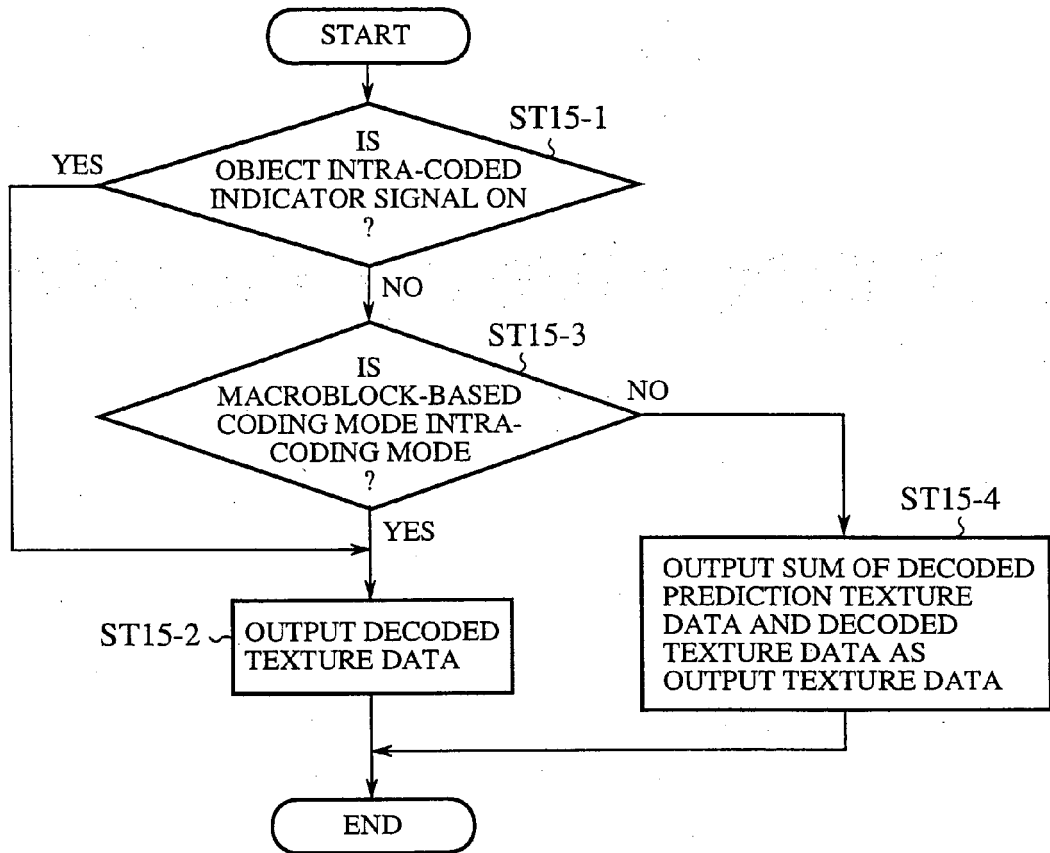 START
ST15-1
IS
OBJECT INTRA-CODED
INDICATOR SIGNAL ON
?
YES
NO
ST15-3
IS
MACROBLOCK-BASED
CODING MODE INTRA-
CODING MODE
?
NO
YES
ST15-4
OUTPUT SUM OF DECODED
PREDICTION TEXTURE
DATA AND DECODED
TEXTURE DATA AS
OUTPUT TEXTURE DATA
ST15-2
OUTPUT DECODED
TEXTURE DATA
END